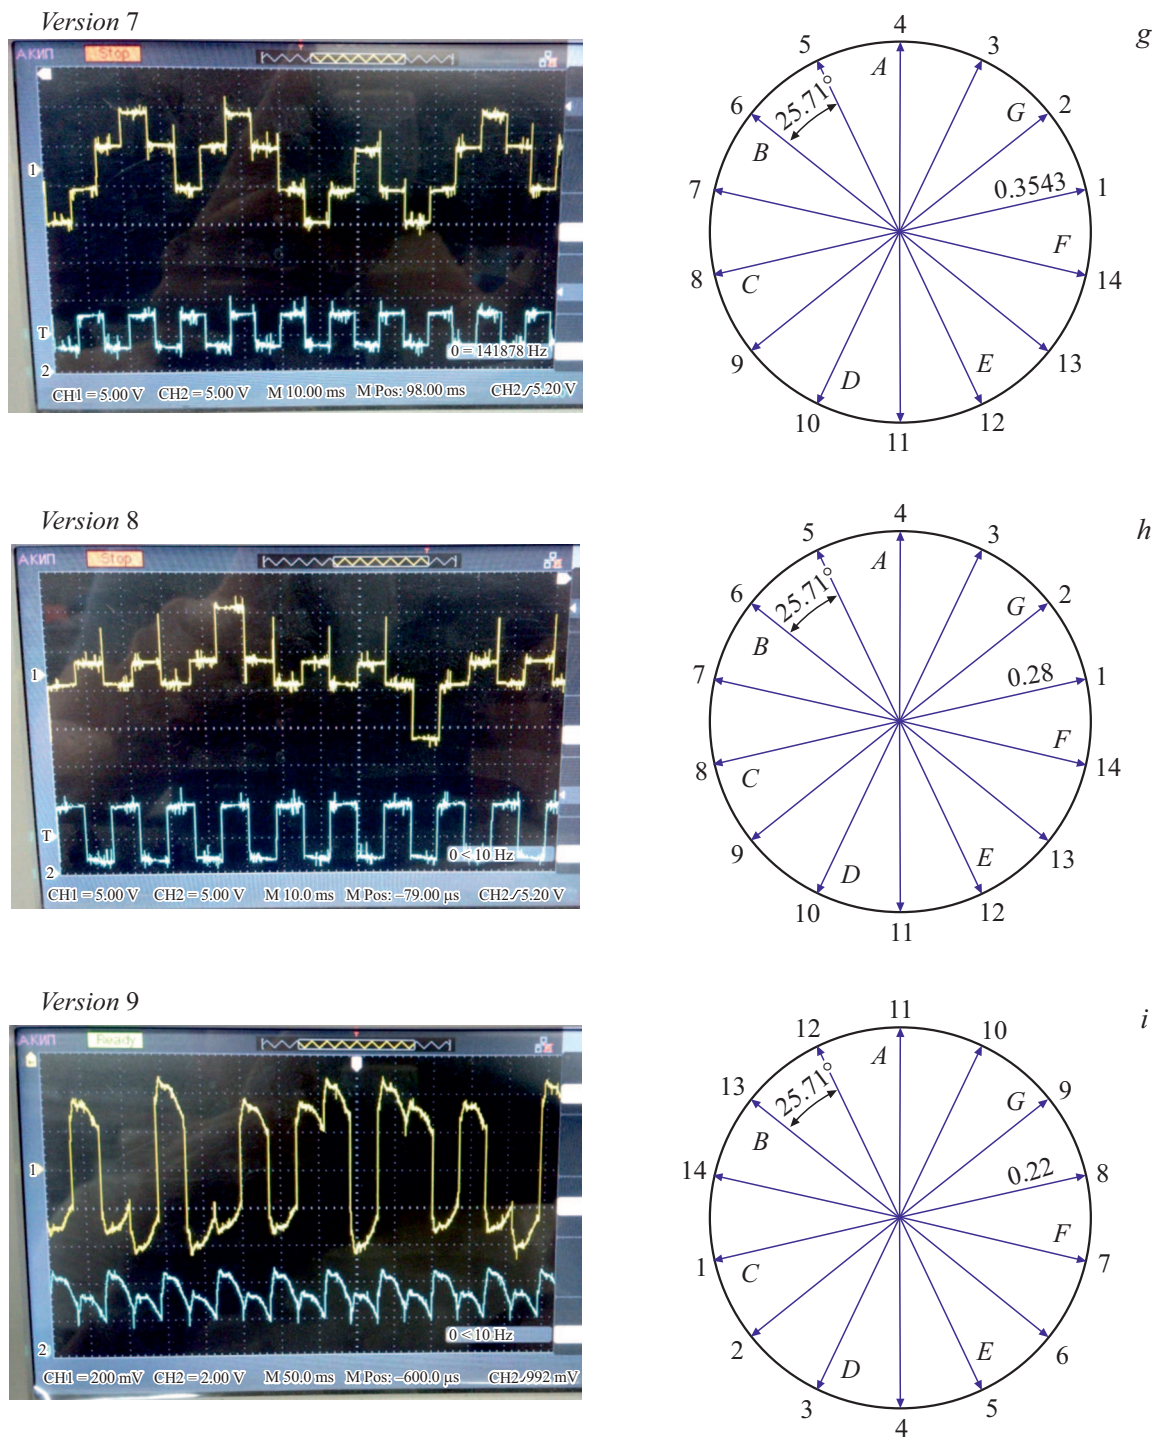 Version 7
АКИП Stop
1
T
2
0 = 141878 Hz
CH1 = 5.00 V CH2 = 5.00 V M 10.00 ms M Pos: 98.00 ms CH2 5.20 V
g
4
5 3
A
6 25.71° G 2
B
7 0.3543 1
F
8 C 14
9 13
D E
10 12
11
Version 8
АКИП Stop
1
T
2
0 < 10 Hz
CH1 = 5.00 V CH2 = 5.00 V M 10.0 ms M Pos: –79.00 μs CH2 5.20 V
h
4
5 3
A
6 25.71° G 2
B
7 0.28 1
F
8 C 14
9 13
D E
10 12
11
Version 9
АКИП Ready
1
2
0 < 10 Hz
CH1 = 200 mV CH2 = 2.00 V M 50.0 ms M Pos: –600.0 μs CH2 992 mV
i
11
12 10
A
13 25.71° G 9
B
14 0.22 8
F
1 C 7
2 6
D E
3 5
4